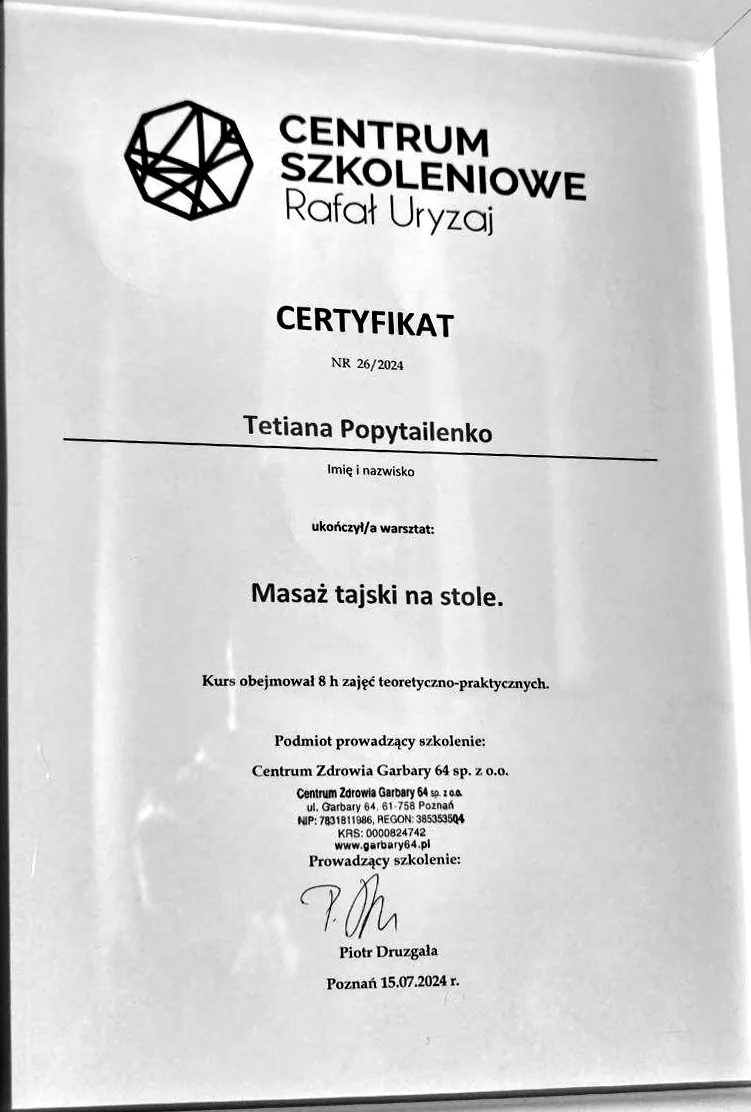 CENTRUM
SZKOLENIOWE
Rafał Uryzaj
CERTYFIKAT
NR 26/2024
Tetiana Popytailenko
Imię i nazwisko
ukończył/a warsztat:
Masaż tajski na stole.
Kurs obejmował 8 h zajęć teoretyczno-praktycznych.
Podmiot prowadzący szkolenie:
Centrum Zdrowia Garbary 64 sp. z o.o.
Centrum Zdrowia Garbary 64 sp. z o.o.
ul. Garbary 64, 61-758 Poznań
NIP: 7831811986, REGON: 385353504
KRS: 0000824742
www.garbary64.pl
Prowadzący szkolenie:
Piotr Druzgała
Poznań 15.07.2024 r.